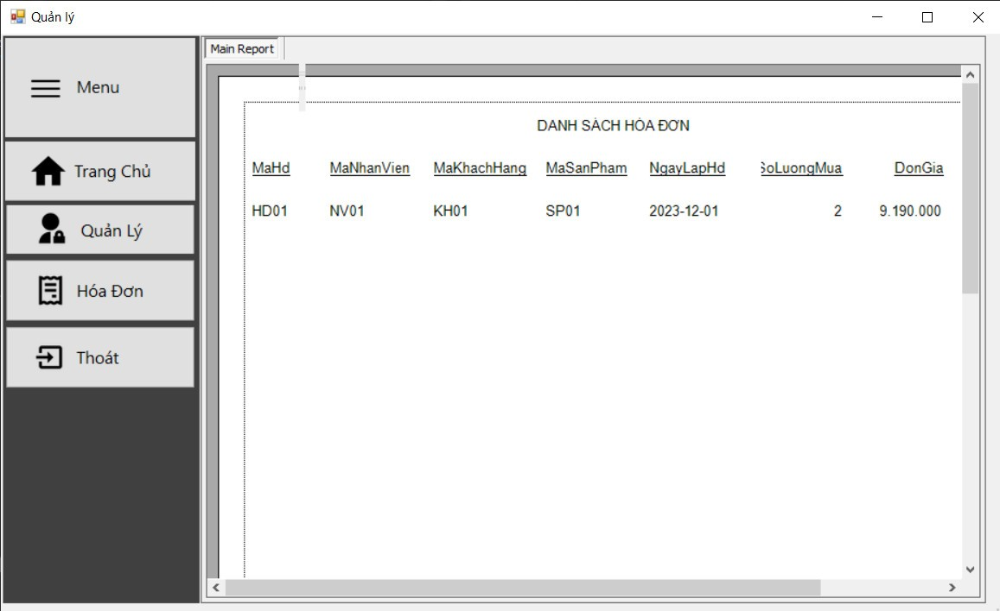 Quản lý
Menu
Trang Chủ
Quản Lý
Hóa Đơn
Thoát
Main Report
DANH SÁCH HÓA ĐƠN
MaHd MaNhanVien MaKhachHang MaSanPham NgayLapHd SoLuongMua DonGia
HD01 NV01 KH01 SP01 2023-12-01 2 9.190.000